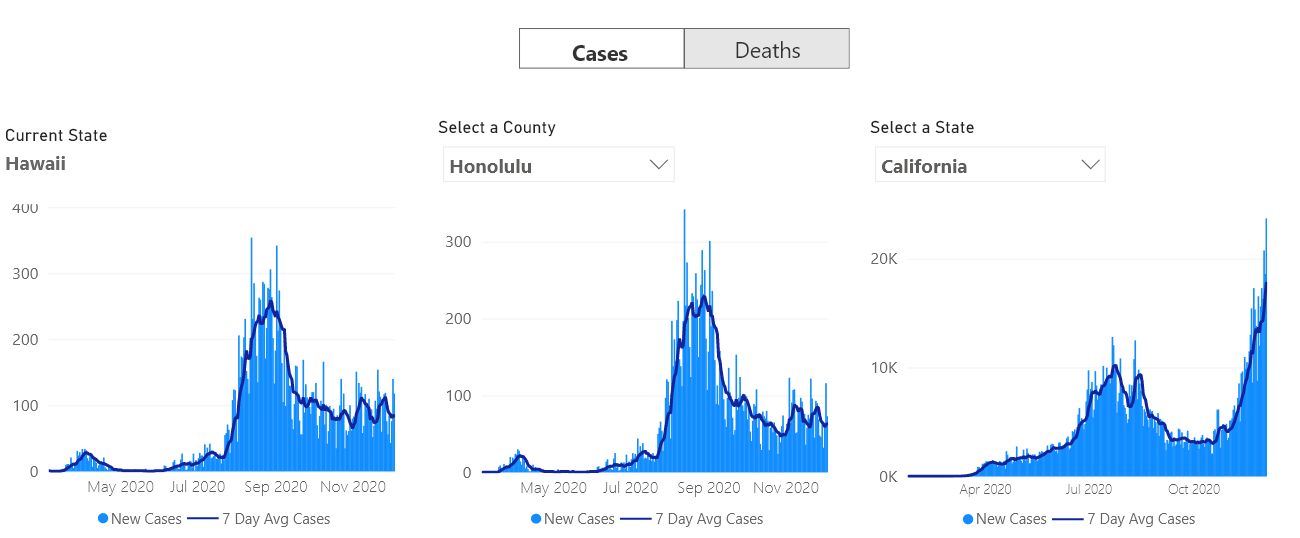 Cases
Deaths
Current State
Hawaii
Select a County
Honolulu
Select a State
California
400
300
200
100
0
May 2020
Jul 2020
Sep 2020
Nov 2020
New Cases
7 Day Avg Cases
300
200
100
0
May 2020
Jul 2020
Sep 2020
Nov 2020
New Cases
7 Day Avg Cases
20K
10K
0K
Apr 2020
Jul 2020
Oct 2020
New Cases
7 Day Avg Cases